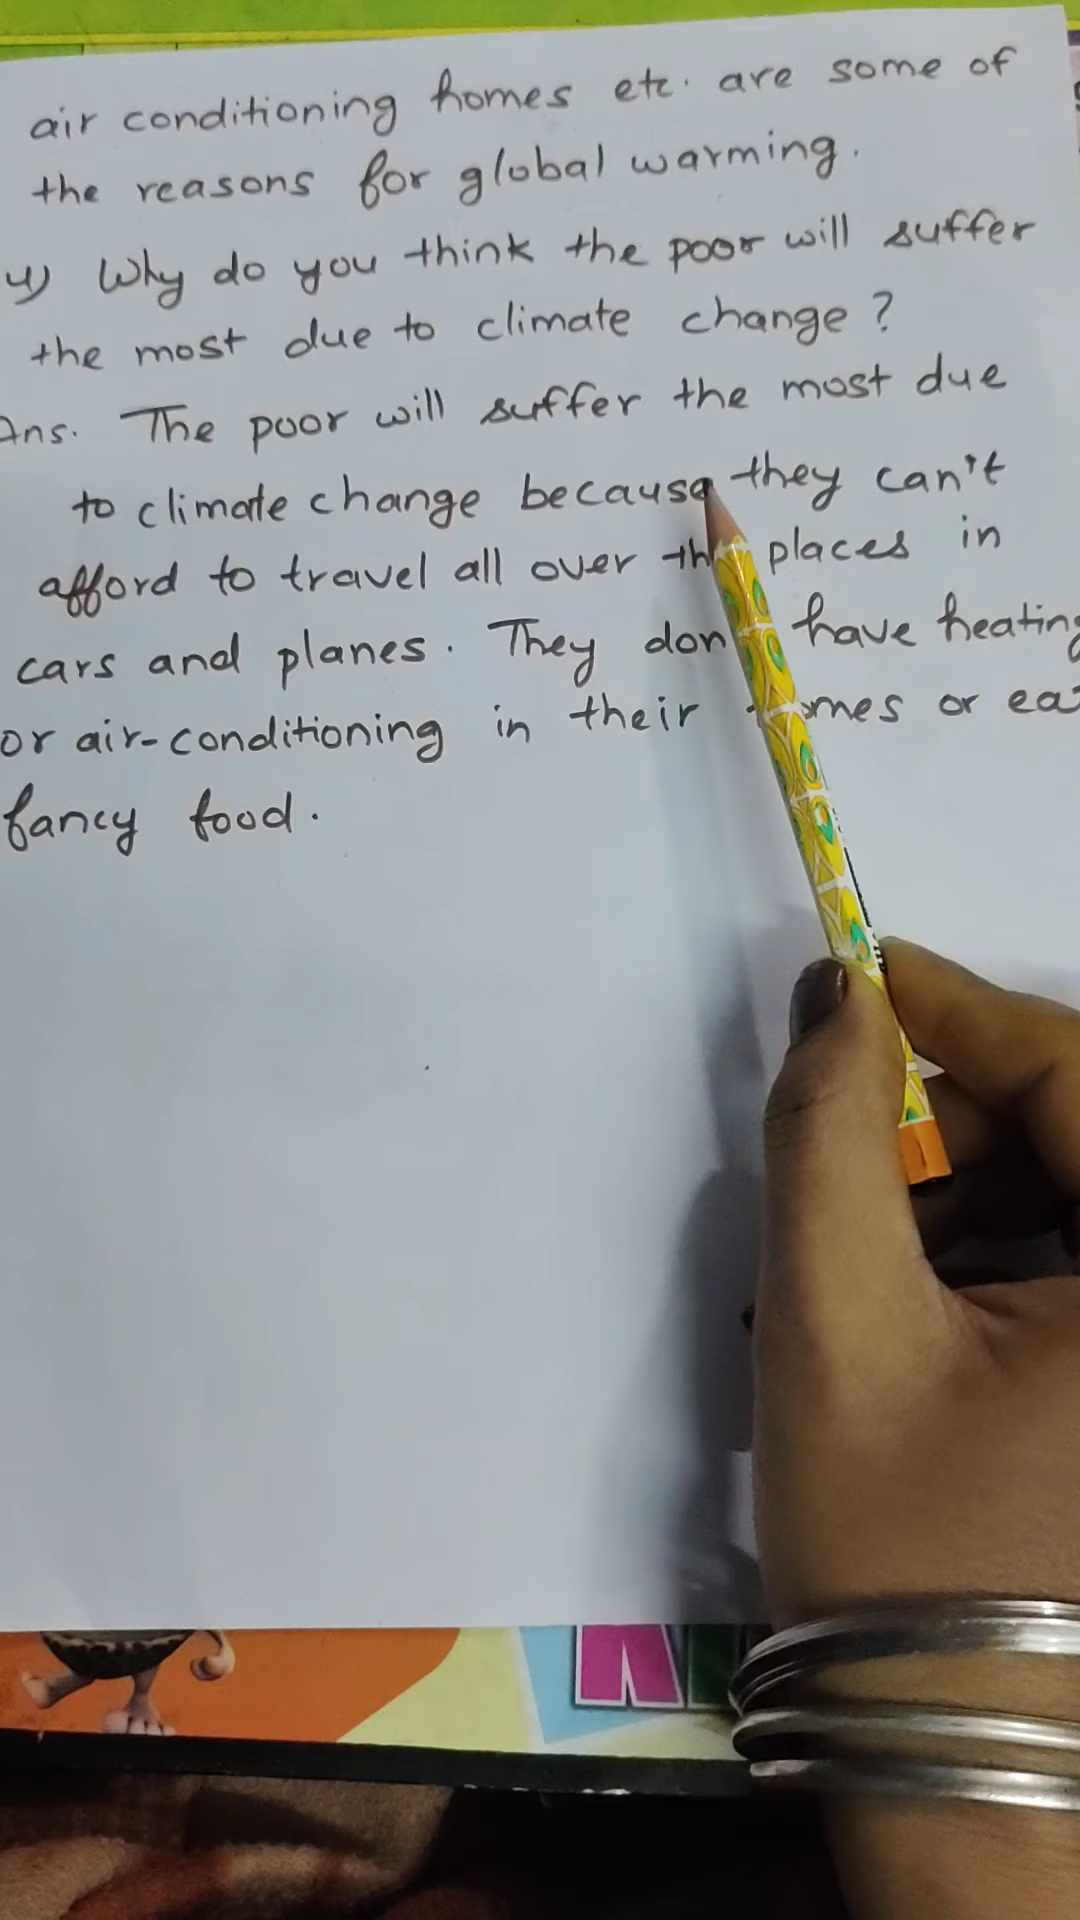 air conditioning homes etc. are some of
the reasons for global warming.
4) Why do you think the poor will suffer
the most due to climate change?
Ans. The poor will suffer the most due
to climate change because they can't
afford to travel all over the places in
cars and planes. They don have heating
or air-conditioning in their homes or eat
fancy food.